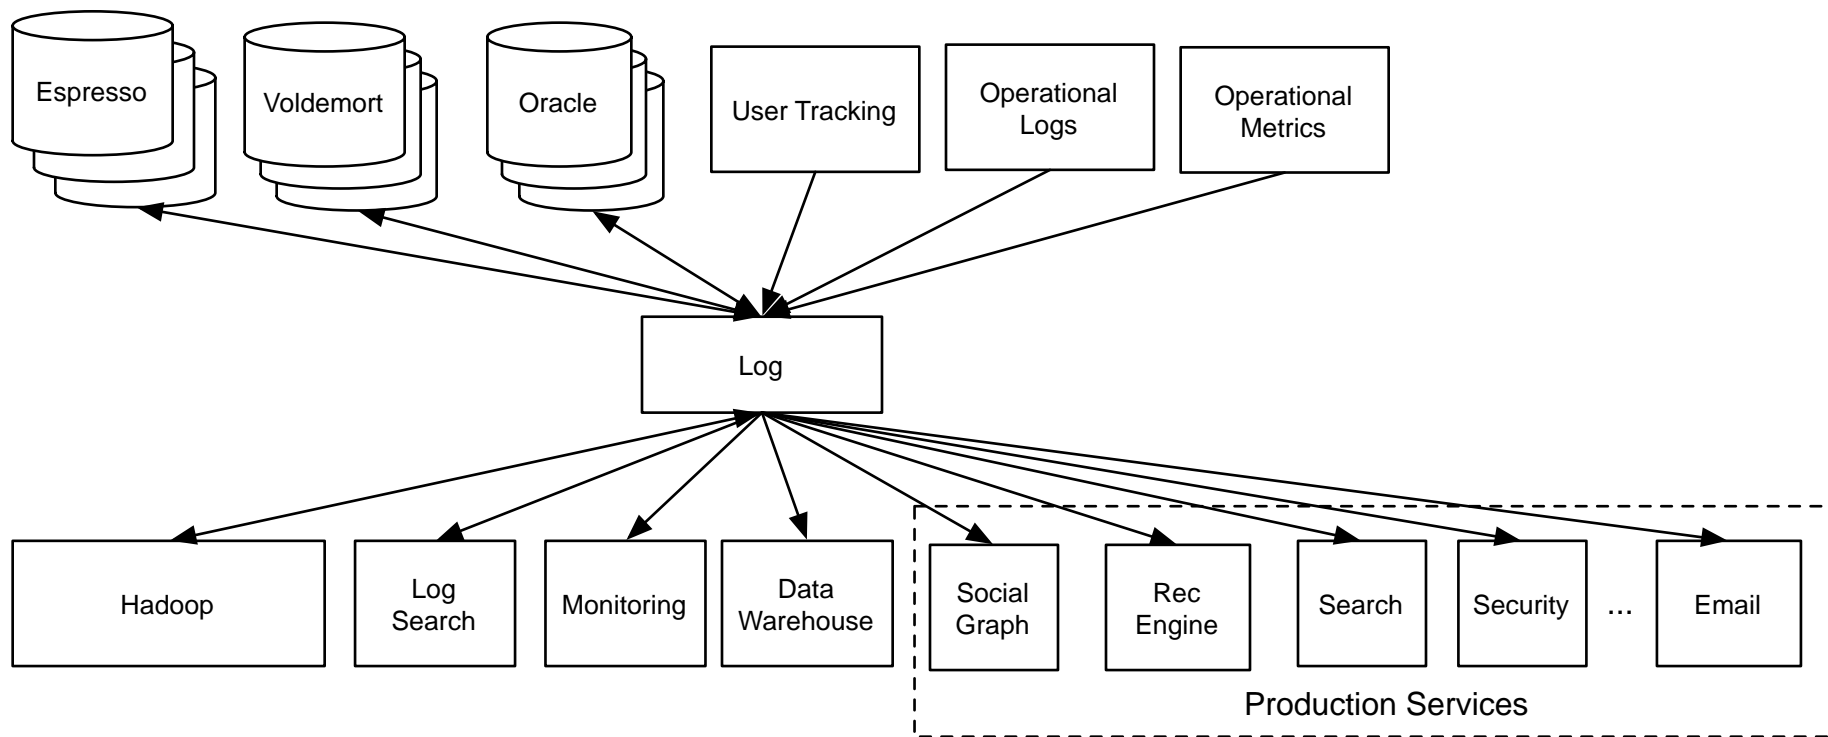 Espresso
Voldemort
Oracle
User Tracking
Operational
Logs
Operational
Metrics
Log
Hadoop
Log
Search
Monitoring
Data
Warehouse
Social
Graph
Rec
Engine
Search
Security
...
Email
Production Services